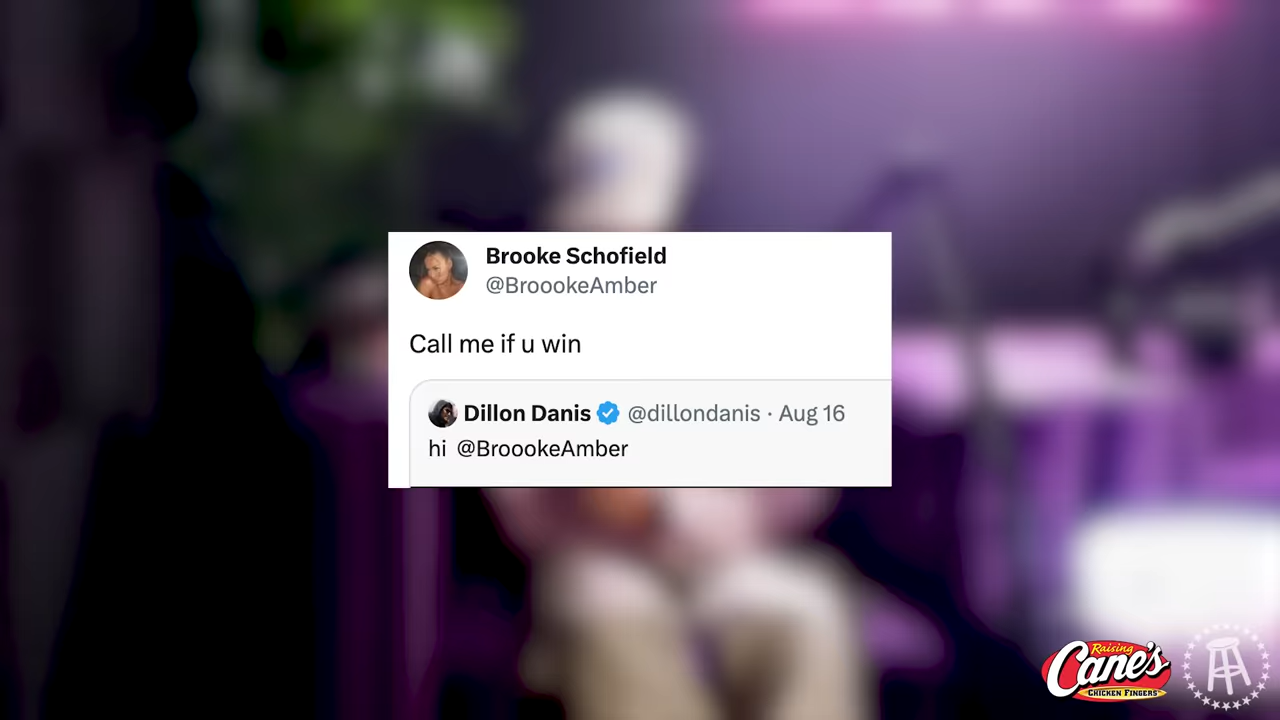 Brooke Schofield
@BroookeAmber
Call me if u win
Dillon Danis @dillondanis · Aug 16
hi @BroookeAmber
Raising
Cane's
CHICKEN FINGERS